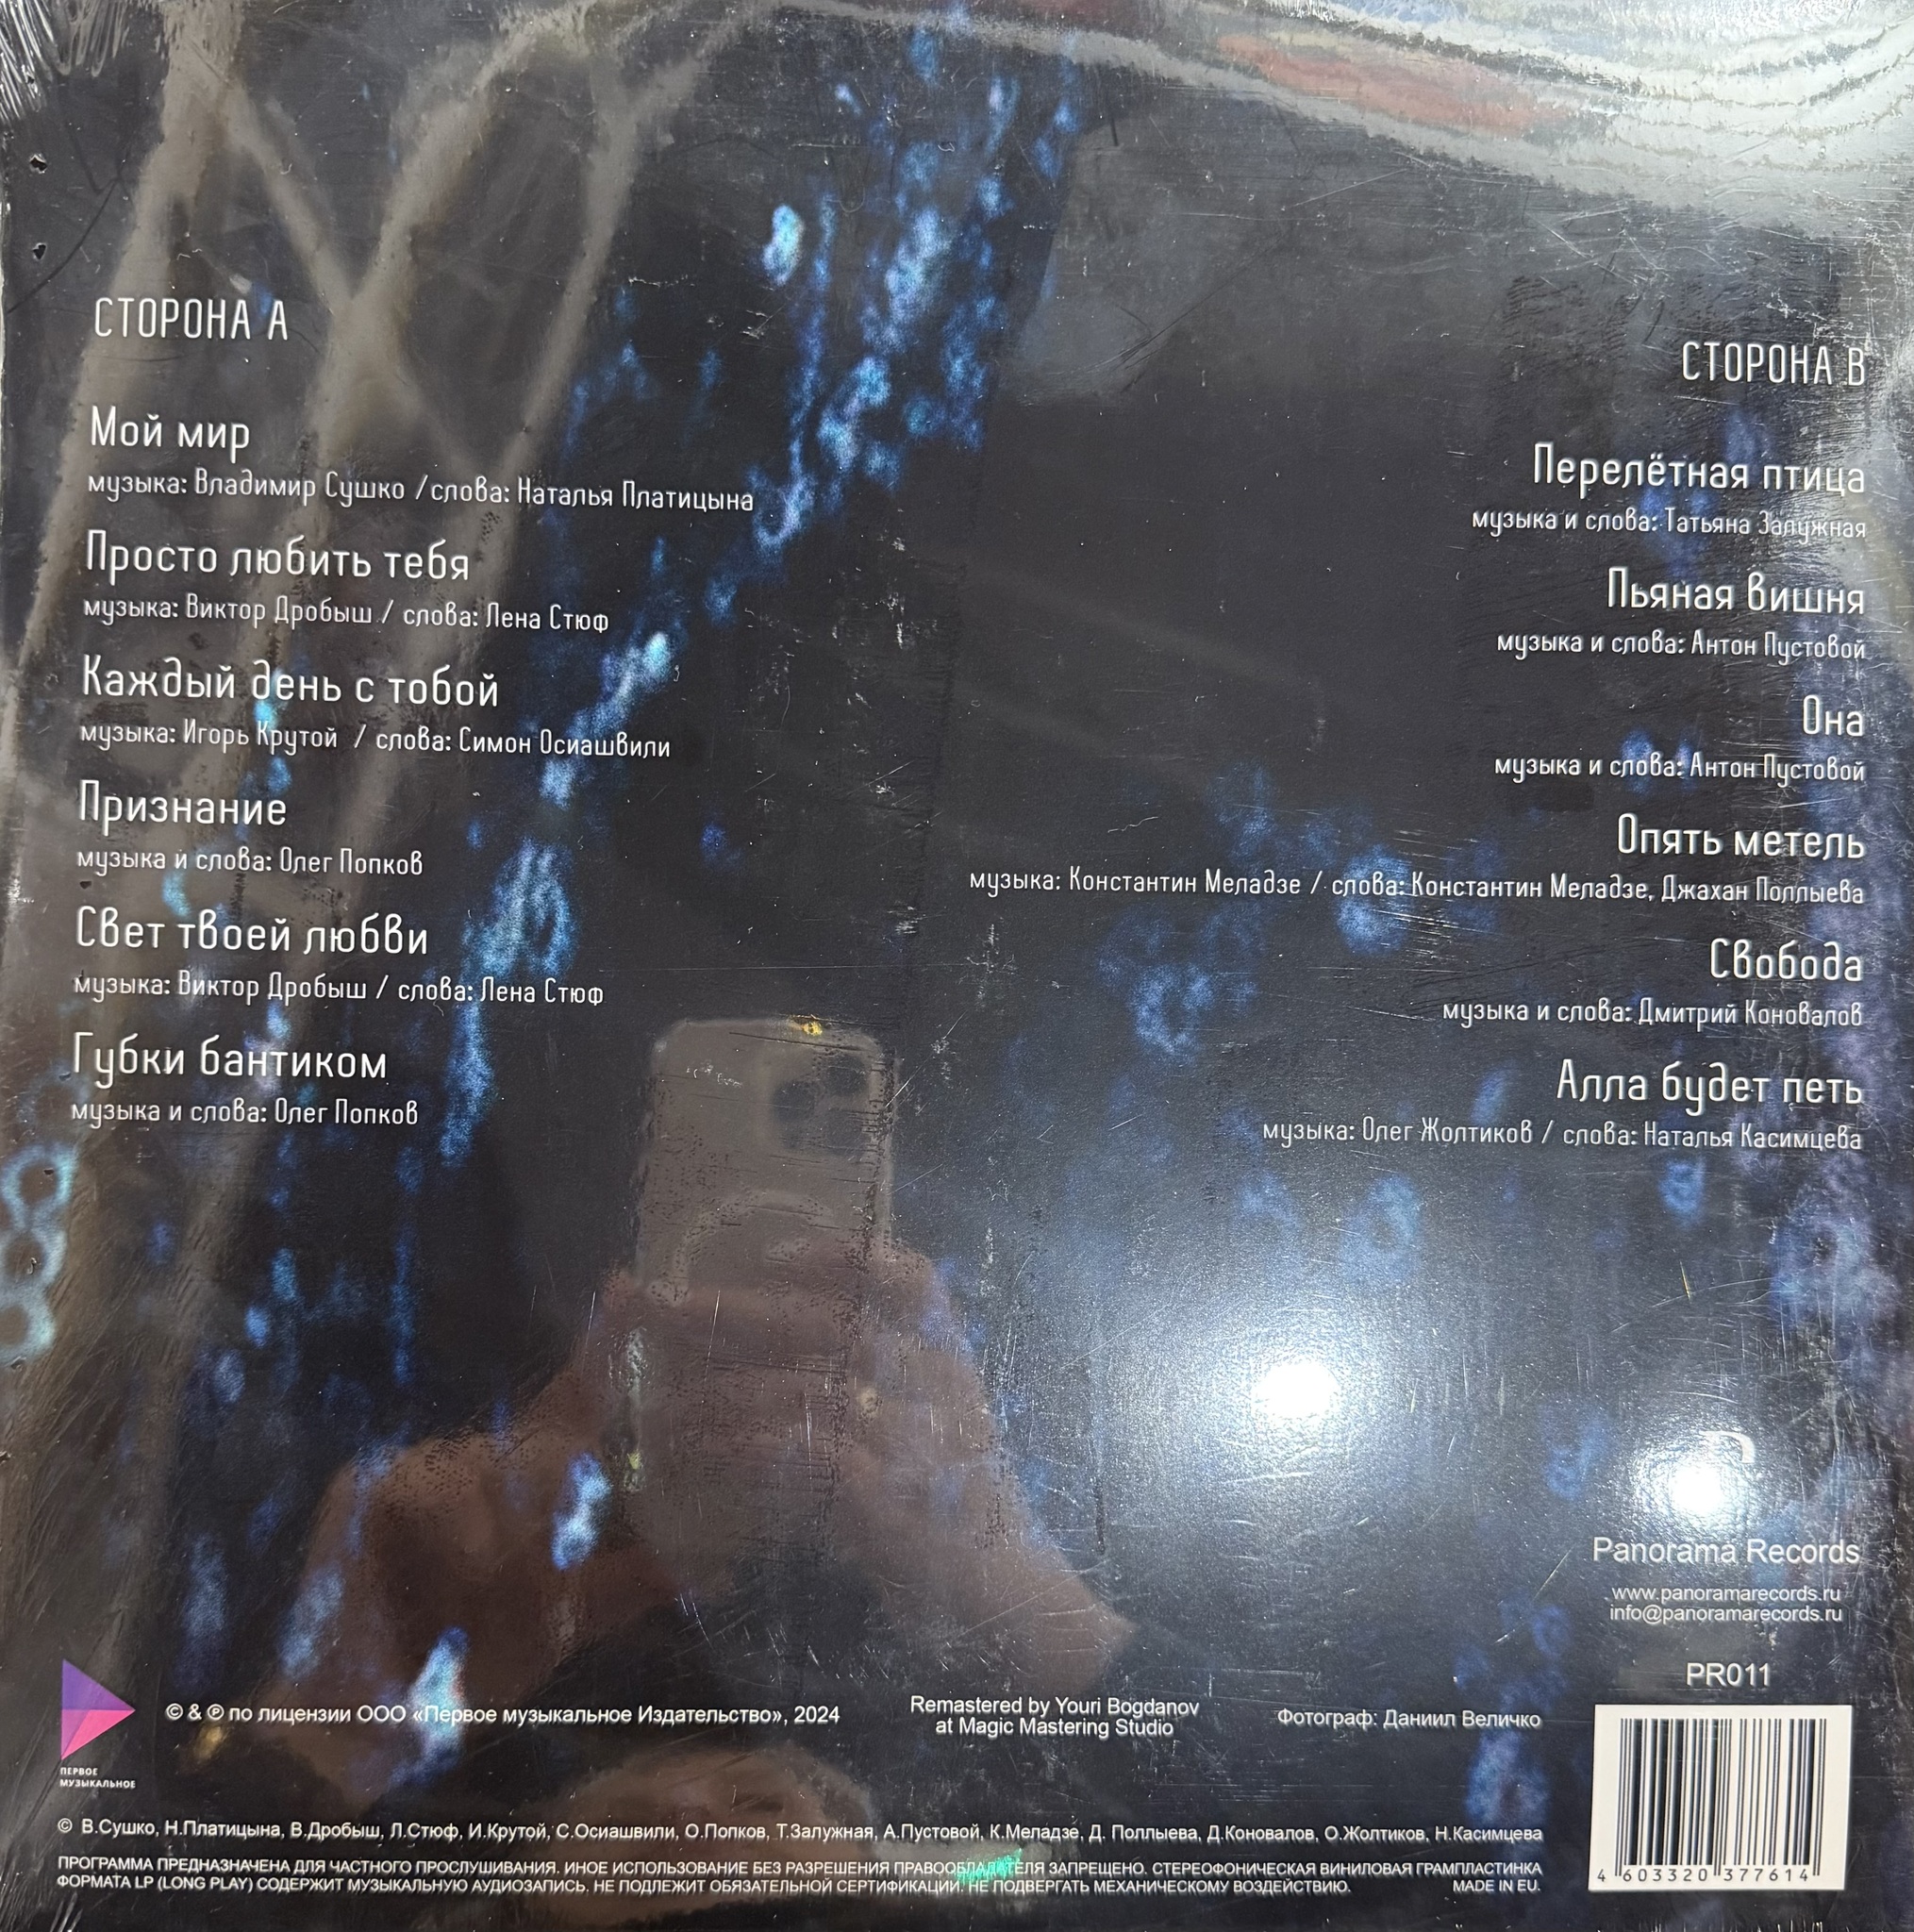 СТОРОНА А
Мой мир
музыка: Владимир Сушко / слова: Наталья Платицына
Просто любить тебя
музыка: Виктор Дробыш / слова: Лена Стюф
Каждый день с тобой
музыка: Игорь Крутой / слова: Симон Осиашвили
Признание
музыка и слова: Олег Попков
Свет твоей любви
музыка: Виктор Дробыш / слова: Лена Стюф
Губки бантиком
музыка и слова: Олег Попков
СТОРОНА В
Перелётная птица
музыка и слова: Татьяна Залужная
Пьяная вишня
музыка и слова: Антон Пустовой
Она
музыка и слова: Антон Пустовой
Опять метель
музыка: Константин Меладзе / слова: Константин Меладзе, Джахан Поллыева
Свобода
музыка и слова: Дмитрий Коновалов
Алла будет петь
музыка: Олег Жолтиков / слова: Наталья Касимцева
Panorama Records
www.panoramarecords.ru
info@panoramarecords.ru
PR011
ПЕРВОЕ
МУЗЫКАЛЬНОЕ
© & ℗ по лицензии ООО «Первое музыкальное Издательство», 2024
Remastered by Youri Bogdanov
at Magic Mastering Studio
Фотограф: Даниил Величко
© В.Сушко, Н.Платицына, В.Дробыш, Л.Стюф, И.Крутой, С.Осиашвили, О.Попков, Т.Залужная, А.Пустовой, К.Меладзе, Д. Поллыева, Д.Коновалов, О.Жолтиков, Н.Касимцева
ПРОГРАММА ПРЕДНАЗНАЧЕНА ДЛЯ ЧАСТНОГО ПРОСЛУШИВАНИЯ. ИНОЕ ИСПОЛЬЗОВАНИЕ БЕЗ РАЗРЕШЕНИЯ ПРАВООБЛАДАТЕЛЯ ЗАПРЕЩЕНО. СТЕРЕОФОНИЧЕСКАЯ ВИНИЛОВАЯ ГРАМПЛАСТИНКА
ФОРМАТА LP (LONG PLAY) СОДЕРЖИТ МУЗЫКАЛЬНУЮ АУДИОЗАПИСЬ. НЕ ПОДЛЕЖИТ ОБЯЗАТЕЛЬНОЙ СЕРТИФИКАЦИИ. НЕ ПОДВЕРГАТЬ МЕХАНИЧЕСКОМУ ВОЗДЕЙСТВИЮ. MADE IN EU.
4 603320 377614